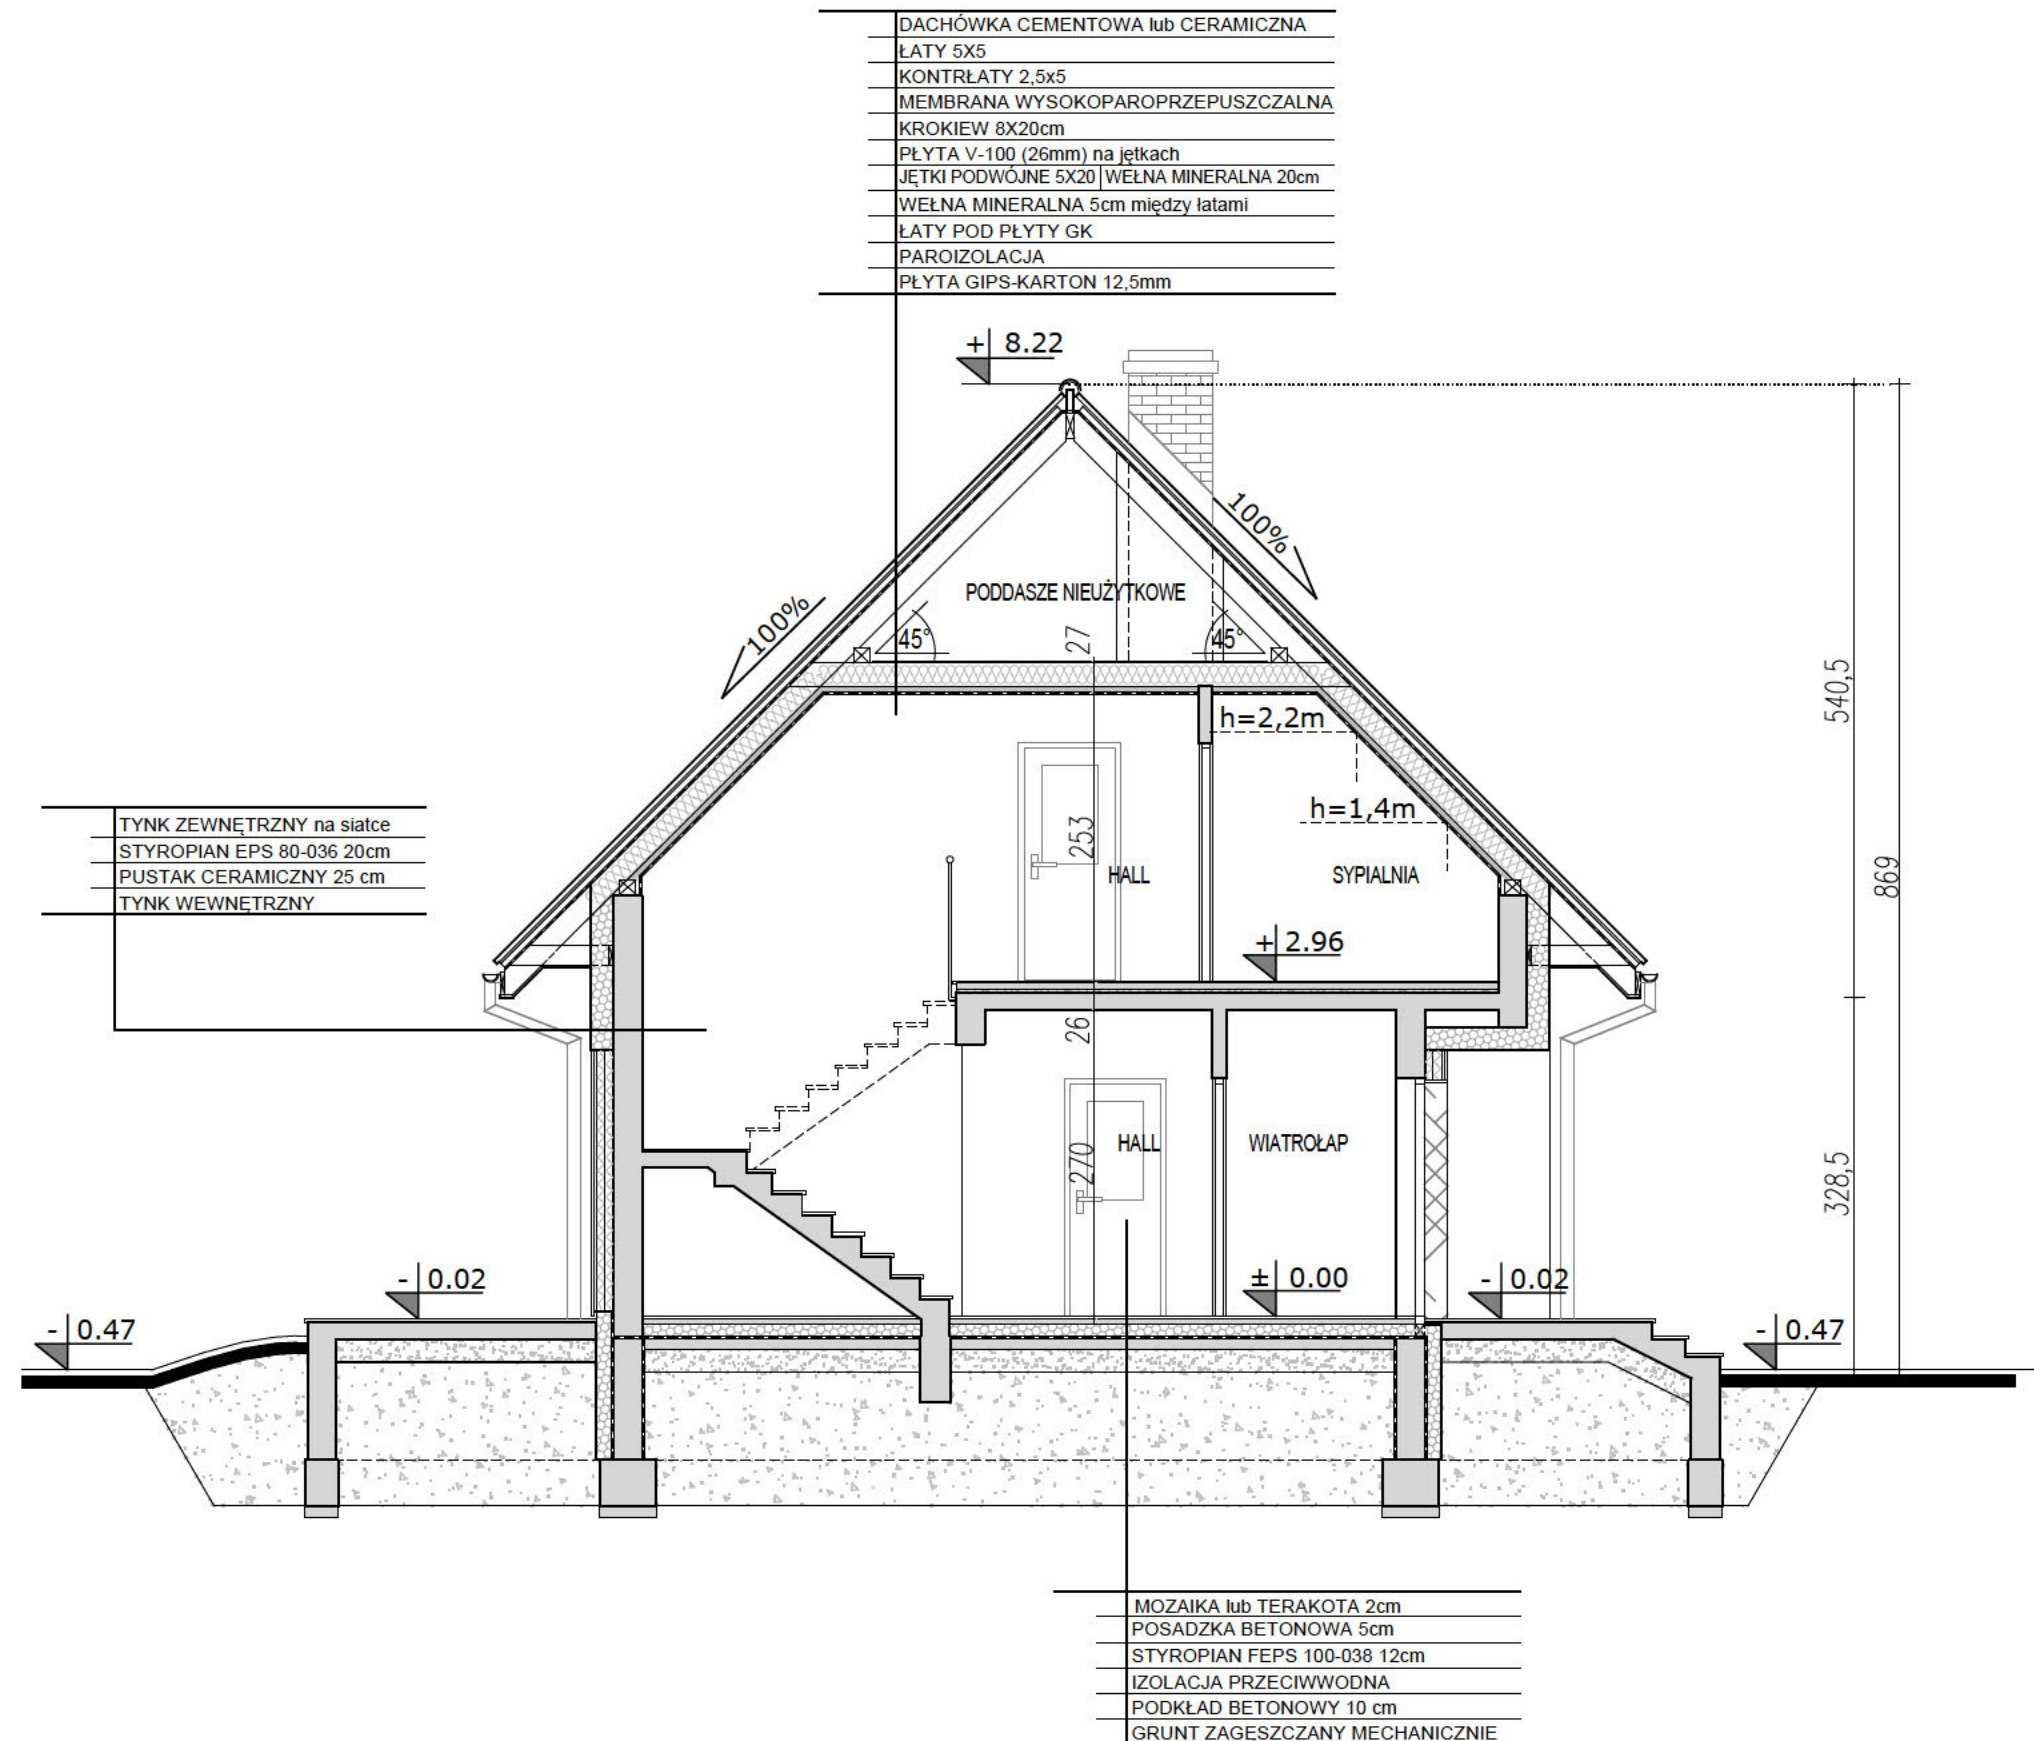 DACHÓWKA CEMENTOWA lub CERAMICZNA
ŁATY 5X5
KONTRŁATY 2,5x5
MEMBRANA WYSOKOPAROPRZEPUSZCZALNA
KROKIEW 8X20cm
PŁYTA V-100 (26mm) na jętkach
JĘTKI PODWÓJNE 5X20 WEŁNA MINERALNA 20cm
WEŁNA MINERALNA 5cm między łatami
ŁATY POD PŁYTY GK
PAROIZOLACJA
PŁYTA GIPS-KARTON 12,5mm
+ 8.22
100%
100%
PODDASZE NIEUŻYTKOWE
45°
27
45°
540,5
h=2,2m
h=1,4m
TYNK ZEWNĘTRZNY na siatce
STYROPIAN EPS 80-036 20cm
PUSTAK CERAMICZNY 25 cm
TYNK WEWNĘTRZNY
253
HALL
SYPIALNIA
869
+ 2.96
26
270
HALL
WIATROŁAP
328,5
- 0.02
± 0.00
- 0.02
- 0.47
- 0.47
MOZAIKA lub TERAKOTA 2cm
POSADZKA BETONOWA 5cm
STYROPIAN FEPS 100-038 12cm
IZOLACJA PRZECIWWODNA
PODKŁAD BETONOWY 10 cm
GRUNT ZAGĘSZCZANY MECHANICZNIE